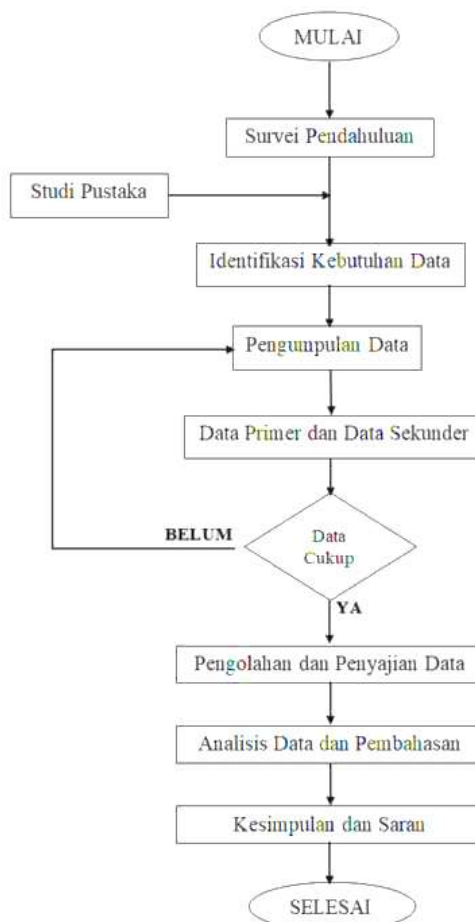 MULAI
Survei Pendahuluan
Studi Pustaka
Identifikasi Kebutuhan Data
Pengumpulan Data
Data Primer dan Data Sekunder
BELUM
Data
Cukup
YA
Pengolahan dan Penyajian Data
Analisis Data dan Pembahasan
Kesimpulan dan Saran
SELESAI